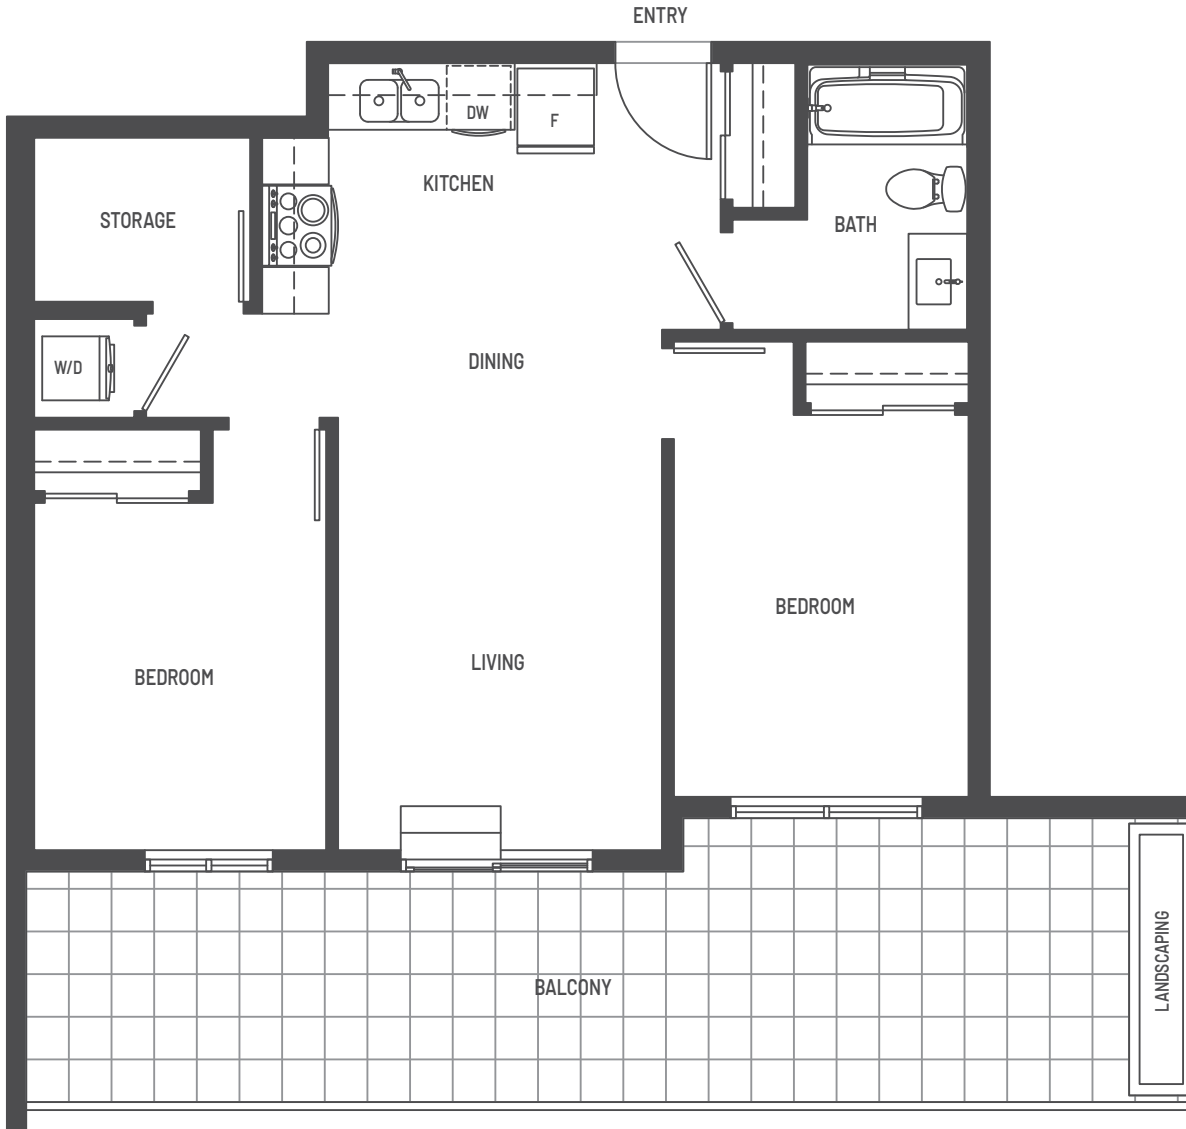 ENTRY
DW
F
KITCHEN
STORAGE
BATH
W/D
DINING
BEDROOM
LIVING
BEDROOM
LANDSCAPING
BALCONY